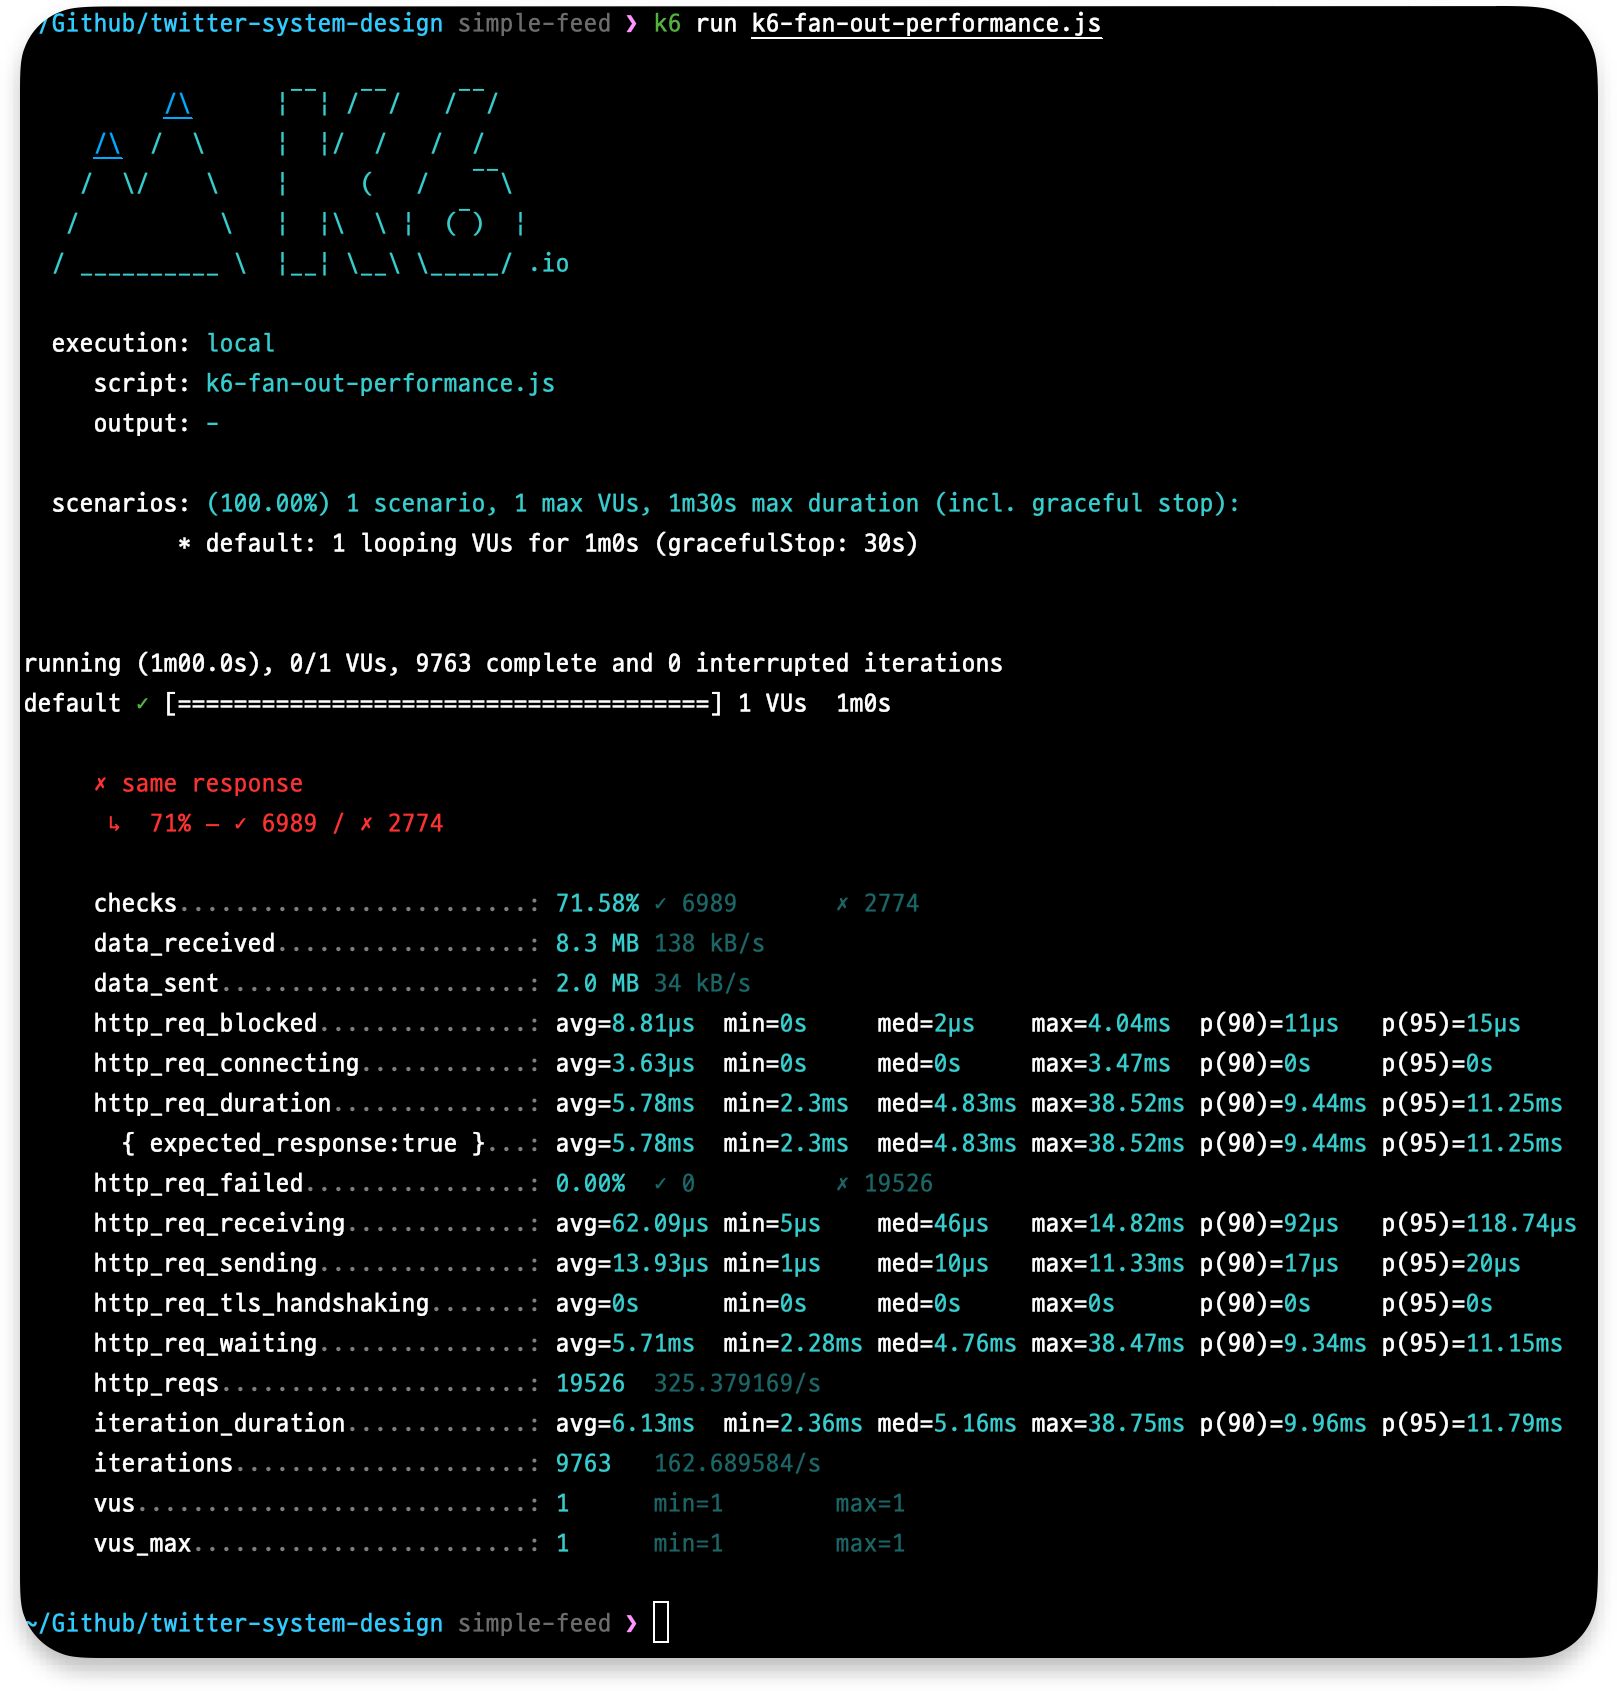 ~/Github/twitter-system-design simple-feed ❯ k6 run k6-fan-out-performance.js
          /\      |‾‾| /‾‾/   /‾‾/
     /\  /  \     |  |/  /   /  /
    /  \/    \    |     (   /   ‾‾\
   /          \   |  |\  \ |  (‾)  |
  / __________ \  |__| \__\ \_____/ .io
execution: local
script: k6-fan-out-performance.js
output: -
scenarios: (100.00%) 1 scenario, 1 max VUs, 1m30s max duration (incl. graceful stop):
* default: 1 looping VUs for 1m0s (gracefulStop: 30s)
running (1m00.0s), 0/1 VUs, 9763 complete and 0 interrupted iterations
default ✓ [======================================] 1 VUs  1m0s
✗ same response
↳  71% — ✓ 6989 / ✗ 2774
checks.........................: 71.58% ✓ 6989       ✗ 2774
data_received..................: 8.3 MB 138 kB/s
data_sent......................: 2.0 MB 34 kB/s
http_req_blocked...............: avg=8.81µs  min=0s     med=2µs    max=4.04ms  p(90)=11µs   p(95)=15µs
http_req_connecting............: avg=3.63µs  min=0s     med=0s     max=3.47ms  p(90)=0s     p(95)=0s
http_req_duration..............: avg=5.78ms  min=2.3ms  med=4.83ms max=38.52ms p(90)=9.44ms p(95)=11.25ms
{ expected_response:true }...: avg=5.78ms  min=2.3ms  med=4.83ms max=38.52ms p(90)=9.44ms p(95)=11.25ms
http_req_failed................: 0.00%  ✓ 0          ✗ 19526
http_req_receiving.............: avg=62.09µs min=5µs    med=46µs   max=14.82ms p(90)=92µs   p(95)=118.74µs
http_req_sending...............: avg=13.93µs min=1µs    med=10µs   max=11.33ms p(90)=17µs   p(95)=20µs
http_req_tls_handshaking.......: avg=0s      min=0s     med=0s     max=0s      p(90)=0s     p(95)=0s
http_req_waiting...............: avg=5.71ms  min=2.28ms med=4.76ms max=38.47ms p(90)=9.34ms p(95)=11.15ms
http_reqs......................: 19526  325.379169/s
iteration_duration.............: avg=6.13ms  min=2.36ms med=5.16ms max=38.75ms p(90)=9.96ms p(95)=11.79ms
iterations.....................: 9763   162.689584/s
vus............................: 1      min=1        max=1
vus_max........................: 1      min=1        max=1
~/Github/twitter-system-design simple-feed ❯